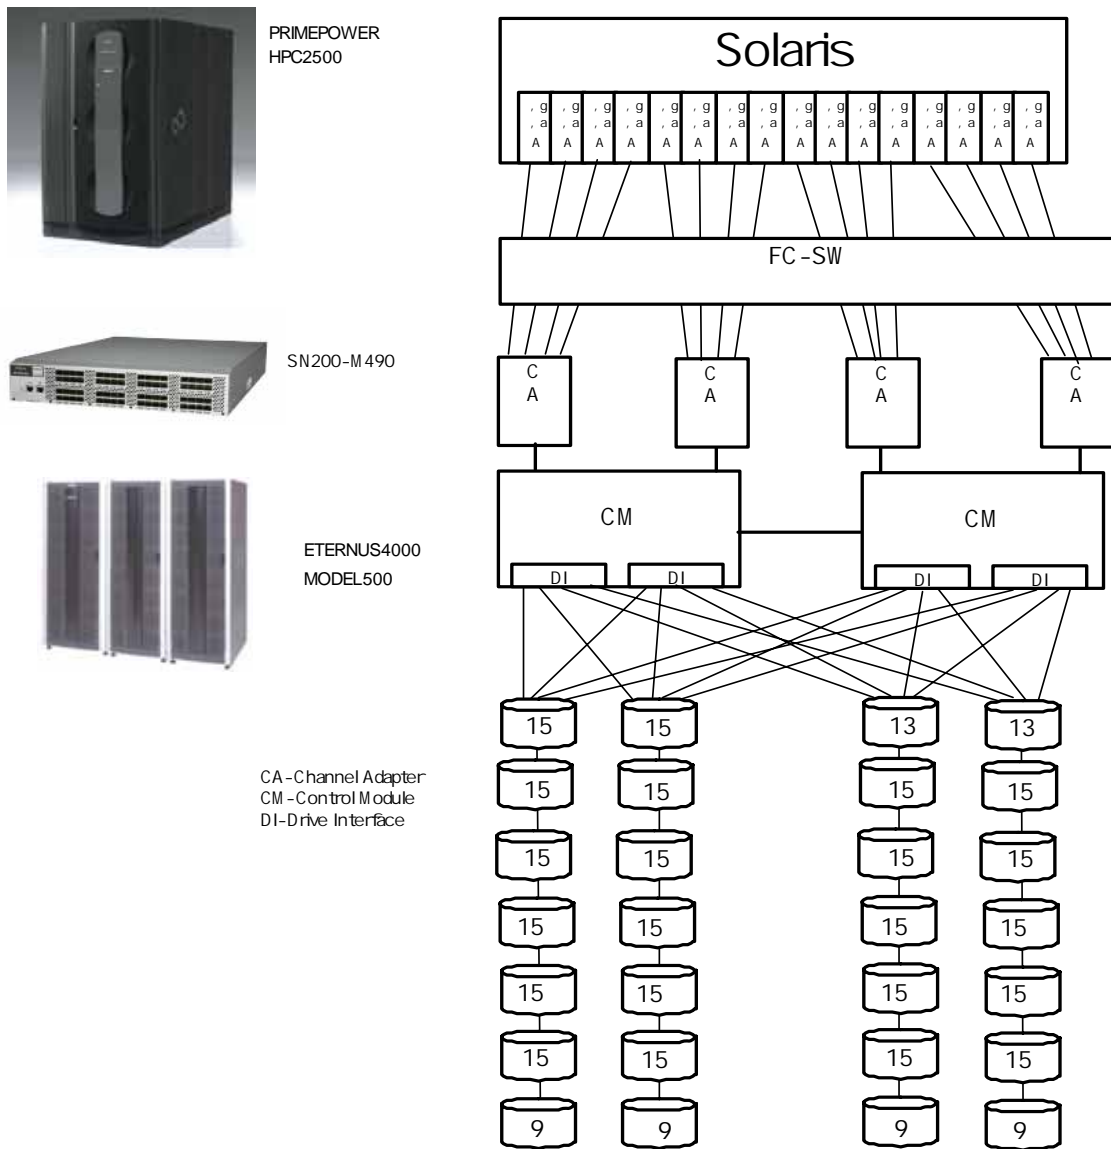 PRIMEPOWER
HPC2500
Solaris
,g ,g ,g ,g ,g ,g ,g ,g ,g ,g ,g ,g ,g ,g ,g ,g
,a ,a ,a ,a ,a ,a ,a ,a ,a ,a ,a ,a ,a ,a ,a ,a
A A A A A A A A A A A A A A A A
FC-SW
SN200-M490
C C C C
A A A A
CM CM
ETERNUS4000
MODEL500
DI DI DI DI
15 15 13 13
CA-Channel Adapter
CM-Control Module
DI-Drive Interface
15 15 15 15
15 15 15 15
15 15 15 15
15 15 15 15
15 15 15 15
9 9 9 9